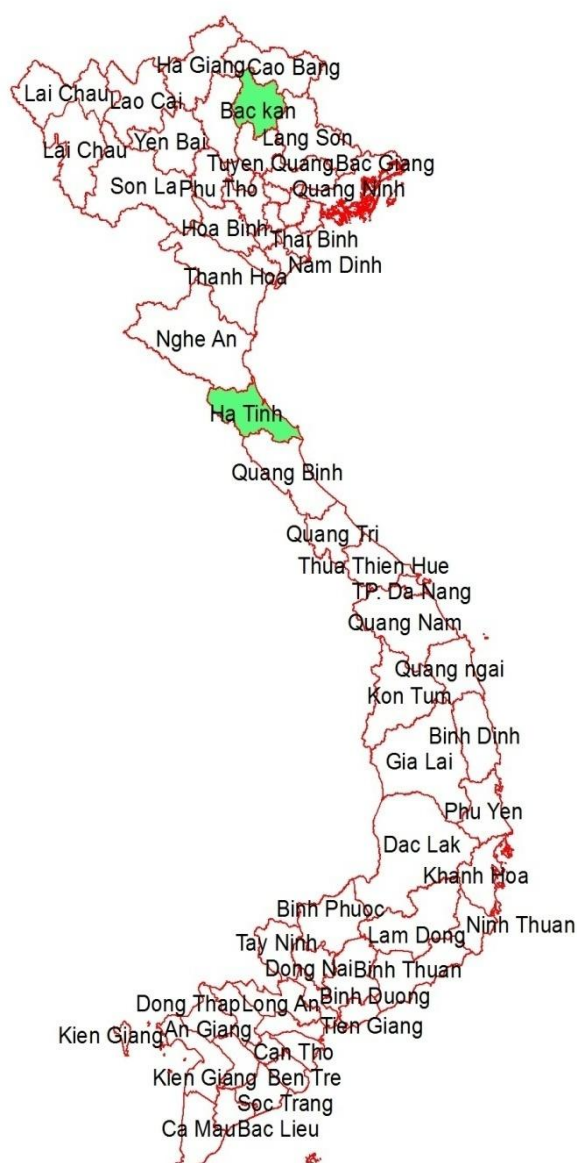 Ha Giang
Cao Bang
Lai Chau
Lao Cai
Bac kan
Lai Chau
Yen Bai
Lang Son
Tuyen Quang
Bac Giang
Son La
Phu Tho
Quang Ninh
Hoa Binh
Thai Binh
Nam Dinh
Thanh Hoa
Nghe An
Ha Tinh
Quang Binh
Quang Tri
Thua Thien Hue
TP. Da Nang
Quang Nam
Quang ngai
Kon Tum
Binh Dinh
Gia Lai
Phu Yen
Dac Lak
Khanh Hoa
Binh Phuoc
Ninh Thuan
Tay Ninh
Lam Dong
Dong Nai
Binh Thuan
Dong Thap
Long An
Binh Duong
Kien Giang
An Giang
Tien Giang
Can Tho
Kien Giang
Ben Tre
Soc Trang
Ca Mau
Bac Lieu